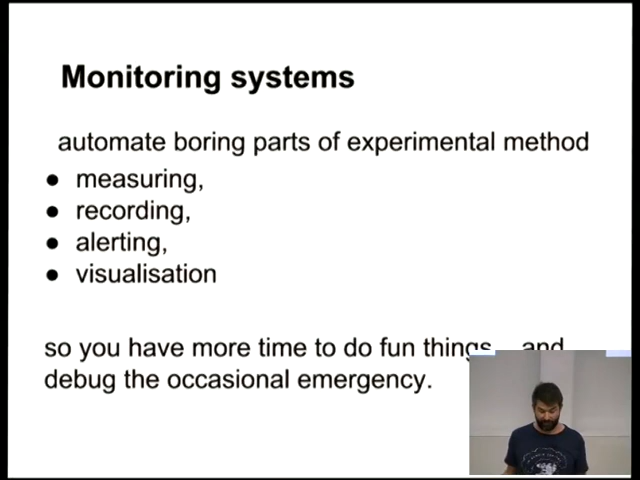 Monitoring systems
automate boring parts of experimental method
● measuring,
● recording,
● alerting,
● visualisation
so you have more time to do fun things... and
debug the occasional emergency.